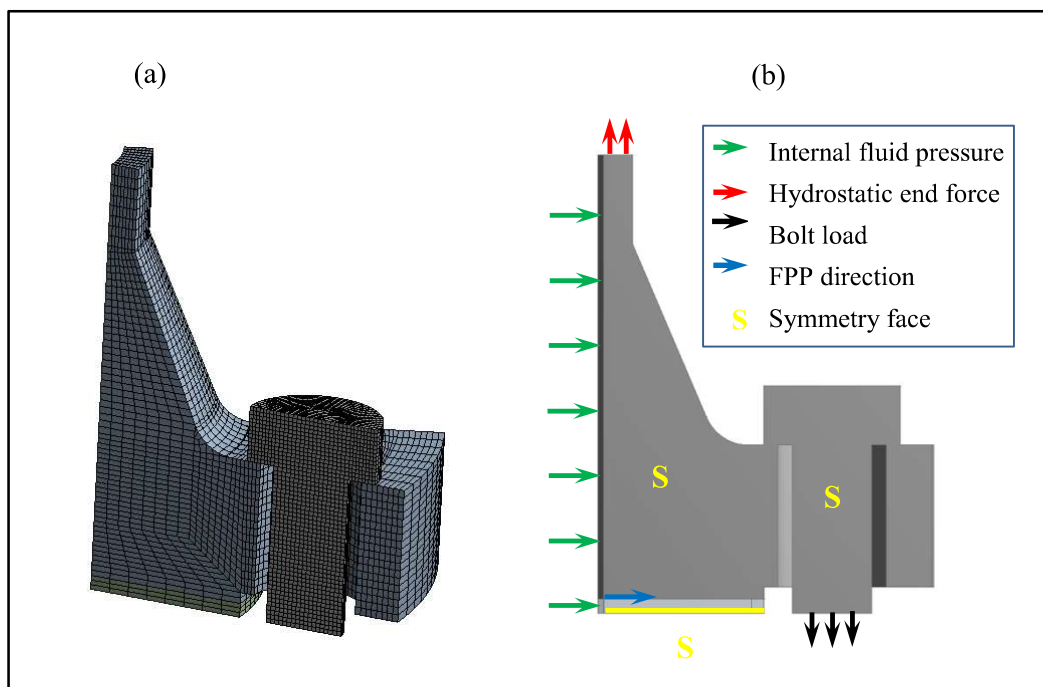 (a)
(b)
Internal fluid pressure
Hydrostatic end force
Bolt load
FPP direction
S Symmetry face
S
S
S